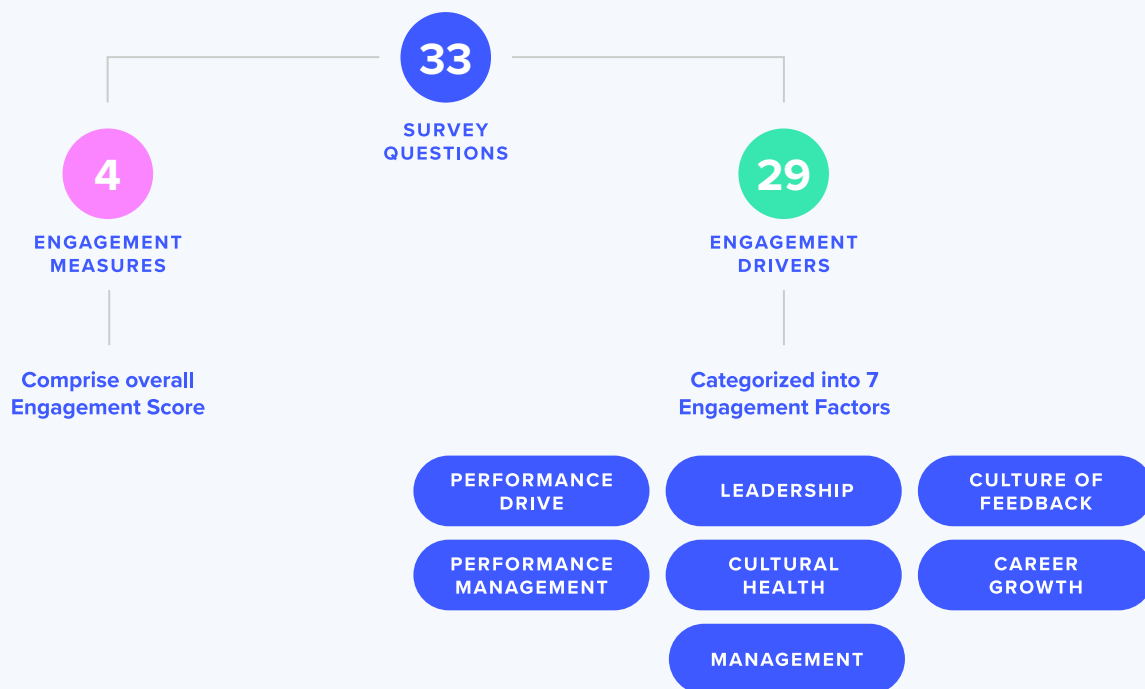 33
SURVEY
QUESTIONS
4
ENGAGEMENT
MEASURES
Comprise overall
Engagement Score
29
ENGAGEMENT
DRIVERS
Categorized into 7
Engagement Factors
PERFORMANCE
DRIVE
LEADERSHIP
CULTURE OF
FEEDBACK
PERFORMANCE
MANAGEMENT
CULTURAL
HEALTH
CAREER
GROWTH
MANAGEMENT